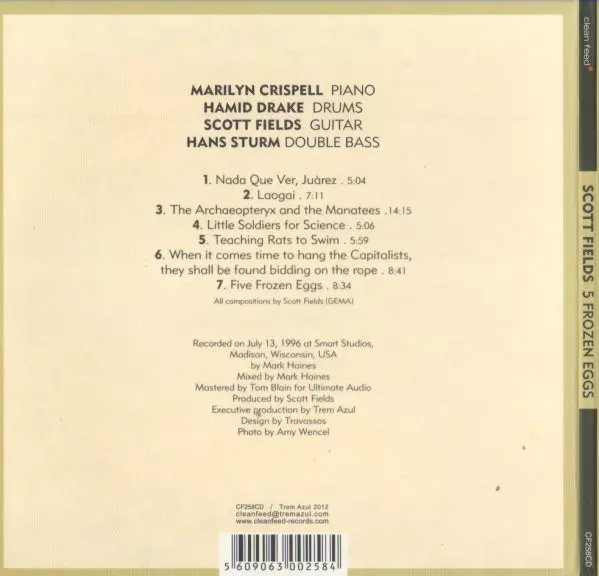 MARILYN CRISPELL PIANO
HAMID DRAKE DRUMS
SCOTT FIELDS GUITAR
HANS STURM DOUBLE BASS
1. Nada Que Ver, Juàrez . 5:04
2. Laogai . 7:11
3. The Archaeopteryx and the Manatees .14:15
4. Little Soldiers for Science . 5:06
5. Teaching Rats to Swim . 5:59
6. When it comes time to hang the Capitalists,
they shall be found bidding on the rope . 8:41
7. Five Frozen Eggs . 8:34
All compositions by Scott Fields (GEMA)
Recorded on July 13, 1996 at Smart Studios,
Madison, Wisconsin, USA
by Mark Haines
Mixed by Mark Haines
Mastered by Tom Blain for Ultimate Audio
Produced by Scott Fields
Executive production by Trem Azul
Design by Travassos
Photo by Amy Wencel
CF258CD / Trem Azul 2012
cleanfeed@tremazul.com
www.cleanfeed-records.com
5 609063 002584
clean feed
SCOTT FIELDS 5 FROZEN EGGS
CF258CD